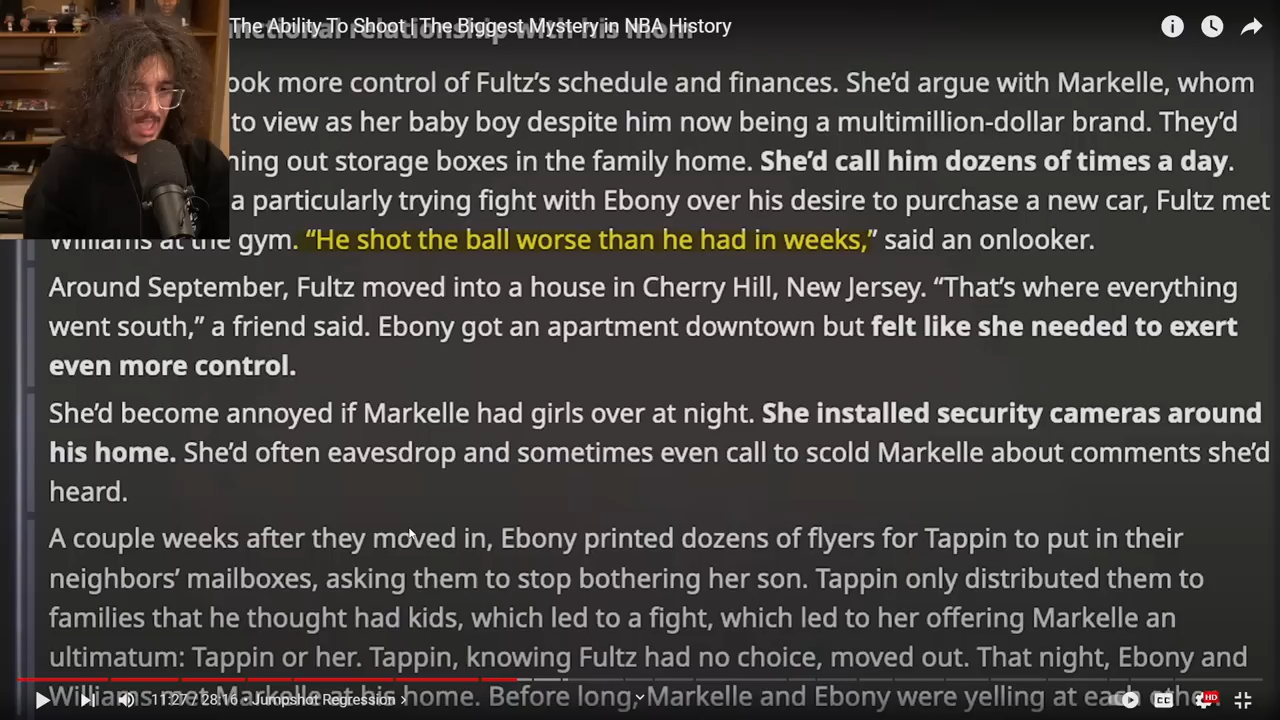 The Ability To Shoot | The Biggest Mystery in NBA History
nctional relationship with his mom
ook more control of Fultz’s schedule and finances. She’d argue with Markelle, whom
to view as her baby boy despite him now being a multimillion-dollar brand. They’d
ning out storage boxes in the family home. She’d call him dozens of times a day.
a particularly trying fight with Ebony over his desire to purchase a new car, Fultz met
Williams at the gym. “He shot the ball worse than he had in weeks,” said an onlooker.
Around September, Fultz moved into a house in Cherry Hill, New Jersey. “That’s where everything
went south,” a friend said. Ebony got an apartment downtown but felt like she needed to exert
even more control.
She’d become annoyed if Markelle had girls over at night. She installed security cameras around
his home. She’d often eavesdrop and sometimes even call to scold Markelle about comments she’d
heard.
A couple weeks after they moved in, Ebony printed dozens of flyers for Tappin to put in their
neighbors’ mailboxes, asking them to stop bothering her son. Tappin only distributed them to
families that he thought had kids, which led to a fight, which led to her offering Markelle an
ultimatum: Tappin or her. Tappin, knowing Fultz had no choice, moved out. That night, Ebony and
Williams home. Before long, Markelle and Ebony were yelling at each other.
11:27 / 28:16 • Jumpshot Regression
CC
HD